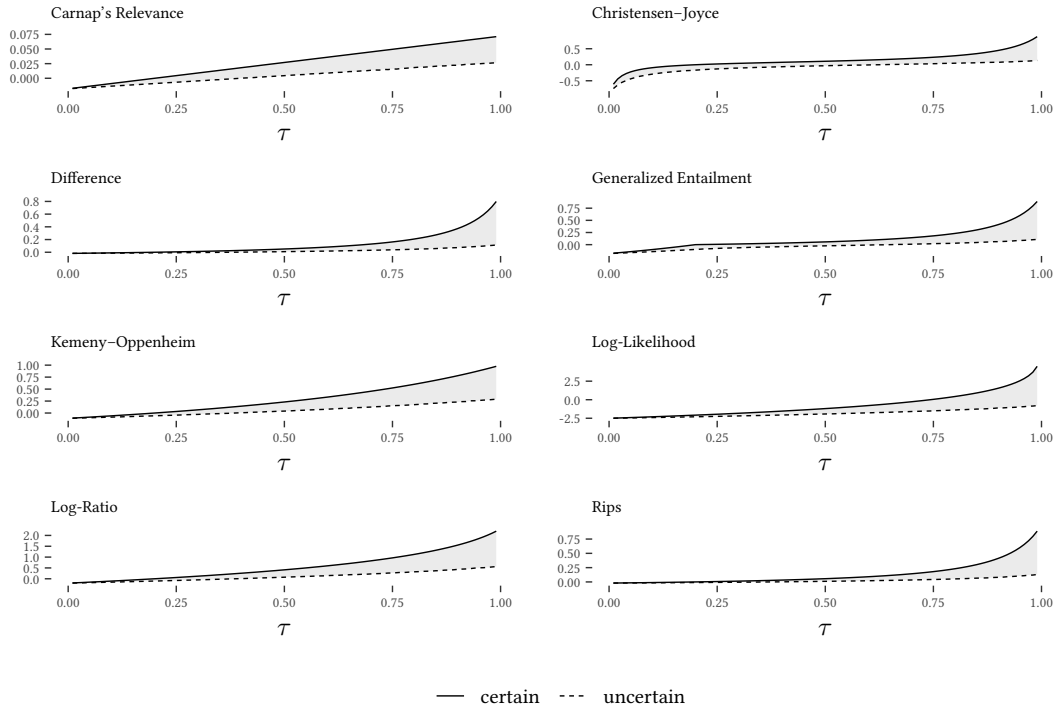 Carnap's Relevance
0.075
0.050
0.025
0.000
0.00 0.25 0.50 0.75 1.00
τ
Christensen−Joyce
0.5
0.0
-0.5
0.00 0.25 0.50 0.75 1.00
τ
Difference
0.8
0.6
0.4
0.2
0.0
0.00 0.25 0.50 0.75 1.00
τ
Generalized Entailment
0.75
0.50
0.25
0.00
0.00 0.25 0.50 0.75 1.00
τ
Kemeny−Oppenheim
1.00
0.75
0.50
0.25
0.00
0.00 0.25 0.50 0.75 1.00
τ
Log-Likelihood
2.5
0.0
-2.5
0.00 0.25 0.50 0.75 1.00
τ
Log-Ratio
2.0
1.5
1.0
0.5
0.0
0.00 0.25 0.50 0.75 1.00
τ
Rips
0.75
0.50
0.25
0.00
0.00 0.25 0.50 0.75 1.00
τ
certain uncertain